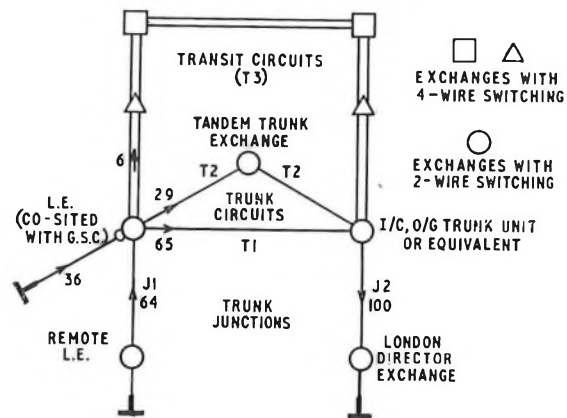 TRANSIT CIRCUITS
(T3)
EXCHANGES WITH
4-WIRE SWITCHING
TANDEM TRUNK
EXCHANGE
EXCHANGES WITH
2-WIRE SWITCHING
6
T2
T2
29
TRUNK
CIRCUITS
L.E.
(CO-SITED
WITH G.S.C.)
I/C, O/G TRUNK UNIT
OR EQUIVALENT
65
T1
36
J1
64
J2
100
TRUNK
JUNCTIONS
REMOTE
L.E.
LONDON
DIRECTOR
EXCHANGE